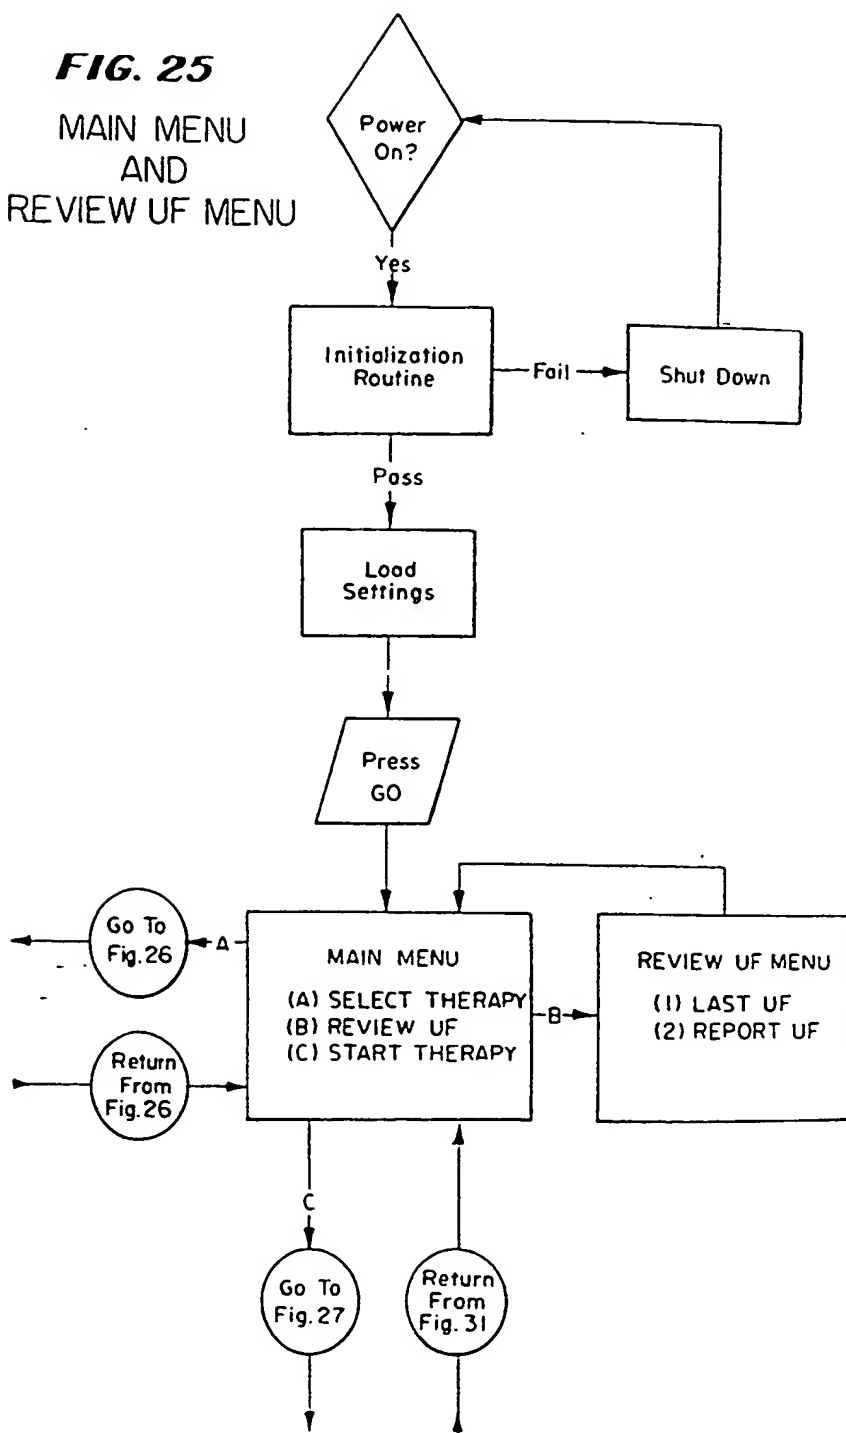 FIG. 25
MAIN MENU
AND
REVIEW UF MENU
Power
On?
Yes
Initialization
Routine
Fail
Shut Down
Pass
Load
Settings
Press
GO
Go To
Fig. 26
A
MAIN MENU
(A) SELECT THERAPY
(B) REVIEW UF
(C) START THERAPY
B
REVIEW UF MENU
(1) LAST UF
(2) REPORT UF
Return
From
Fig. 26
C
Go To
Fig. 27
Return
From
Fig. 31